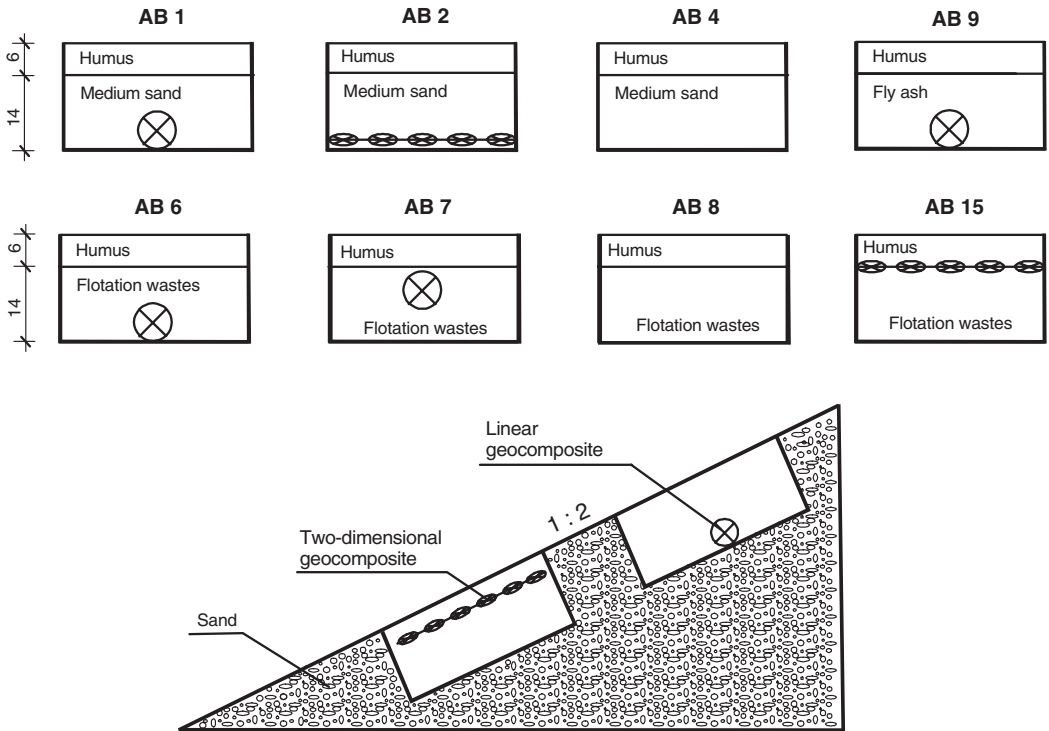 AB 1
AB 2
AB 4
AB 9
6
14
Humus
Medium sand
Humus
Medium sand
Humus
Medium sand
Humus
Fly ash
AB 6
AB 7
AB 8
AB 15
6
14
Humus
Flotation wastes
Humus
Flotation wastes
Humus
Flotation wastes
Humus
Flotation wastes
Linear
geocomposite
1 : 2
Two-dimensional
geocomposite
Sand